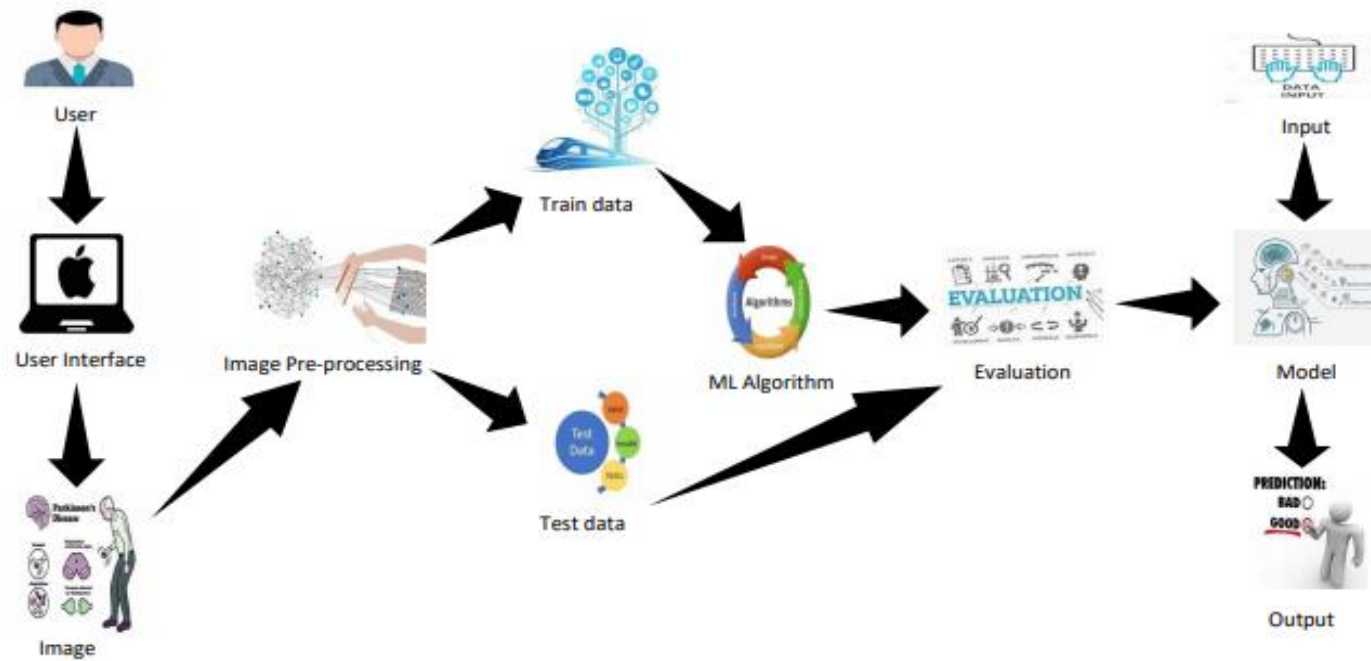 User
DATA
INPUT
Input
Train data
User Interface
Image Pre-processing
Algorithms
ML Algorithm
EVALUATION
Evaluation
Model
Test
Data
Test data
Parkinson's
Disease
Image
PREDICTION:
BAD
GOOD
Output